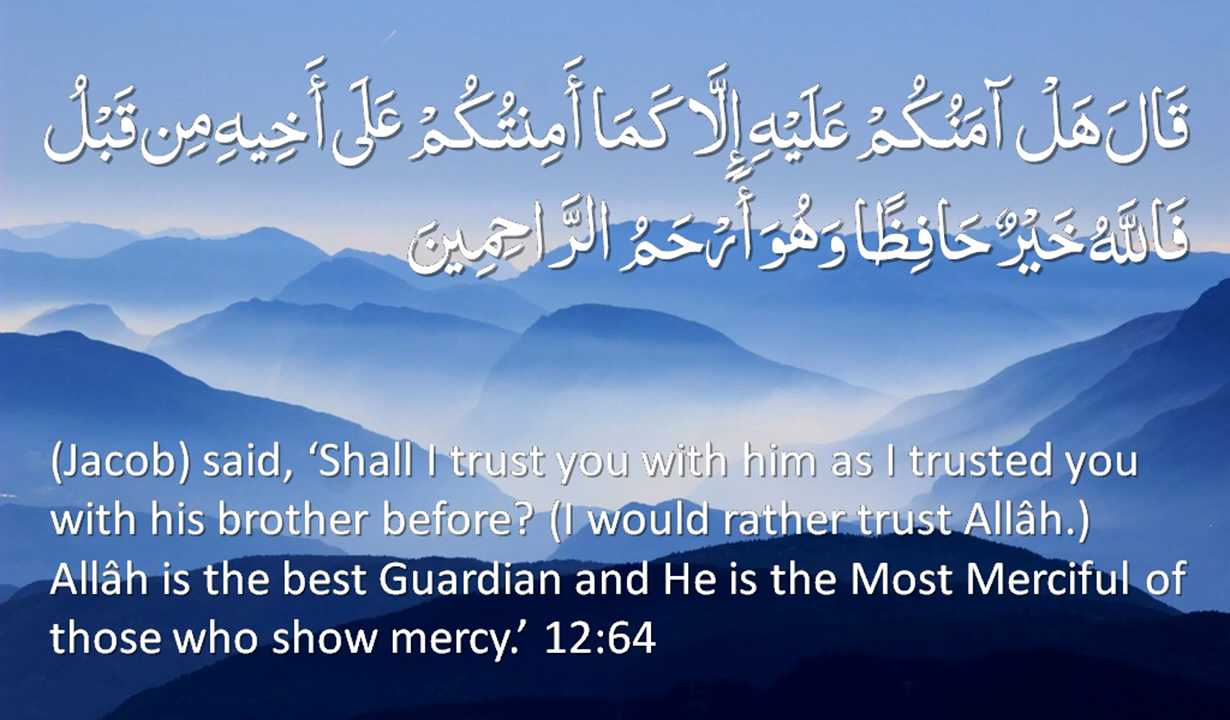 قَالَ هَلْ آمَنُكُمْ عَلَيْهِ إِلَّا كَمَا أَمِنتُكُمْ عَلَى أَخِيهِ مِن قَبْلُ
فَاللَّهُ خَيْرٌ حَافِظًا وَهُوَ أَرْحَمُ الرَّاحِمِينَ
(Jacob) said, ‘Shall I trust you with him as I trusted you
with his brother before? (I would rather trust Allâh.)
Allâh is the best Guardian and He is the Most Merciful of
those who show mercy.’ 12:64